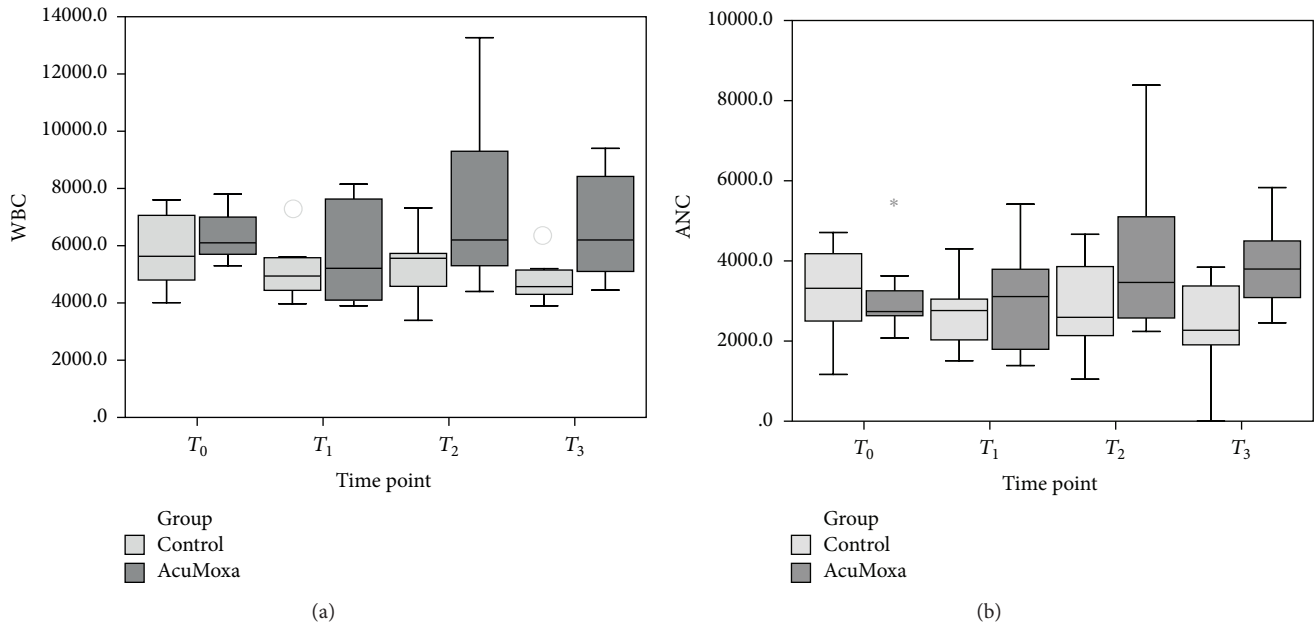 14000.0
12000.0
10000.0
8000.0
6000.0
4000.0
2000.0
.0
WBC
T0 T1 T2 T3
Time point
Group
Control
AcuMoxa
(a)
10000.0
8000.0
6000.0
4000.0
2000.0
.0
ANC
*
T0 T1 T2 T3
Time point
Group
Control
AcuMoxa
(b)